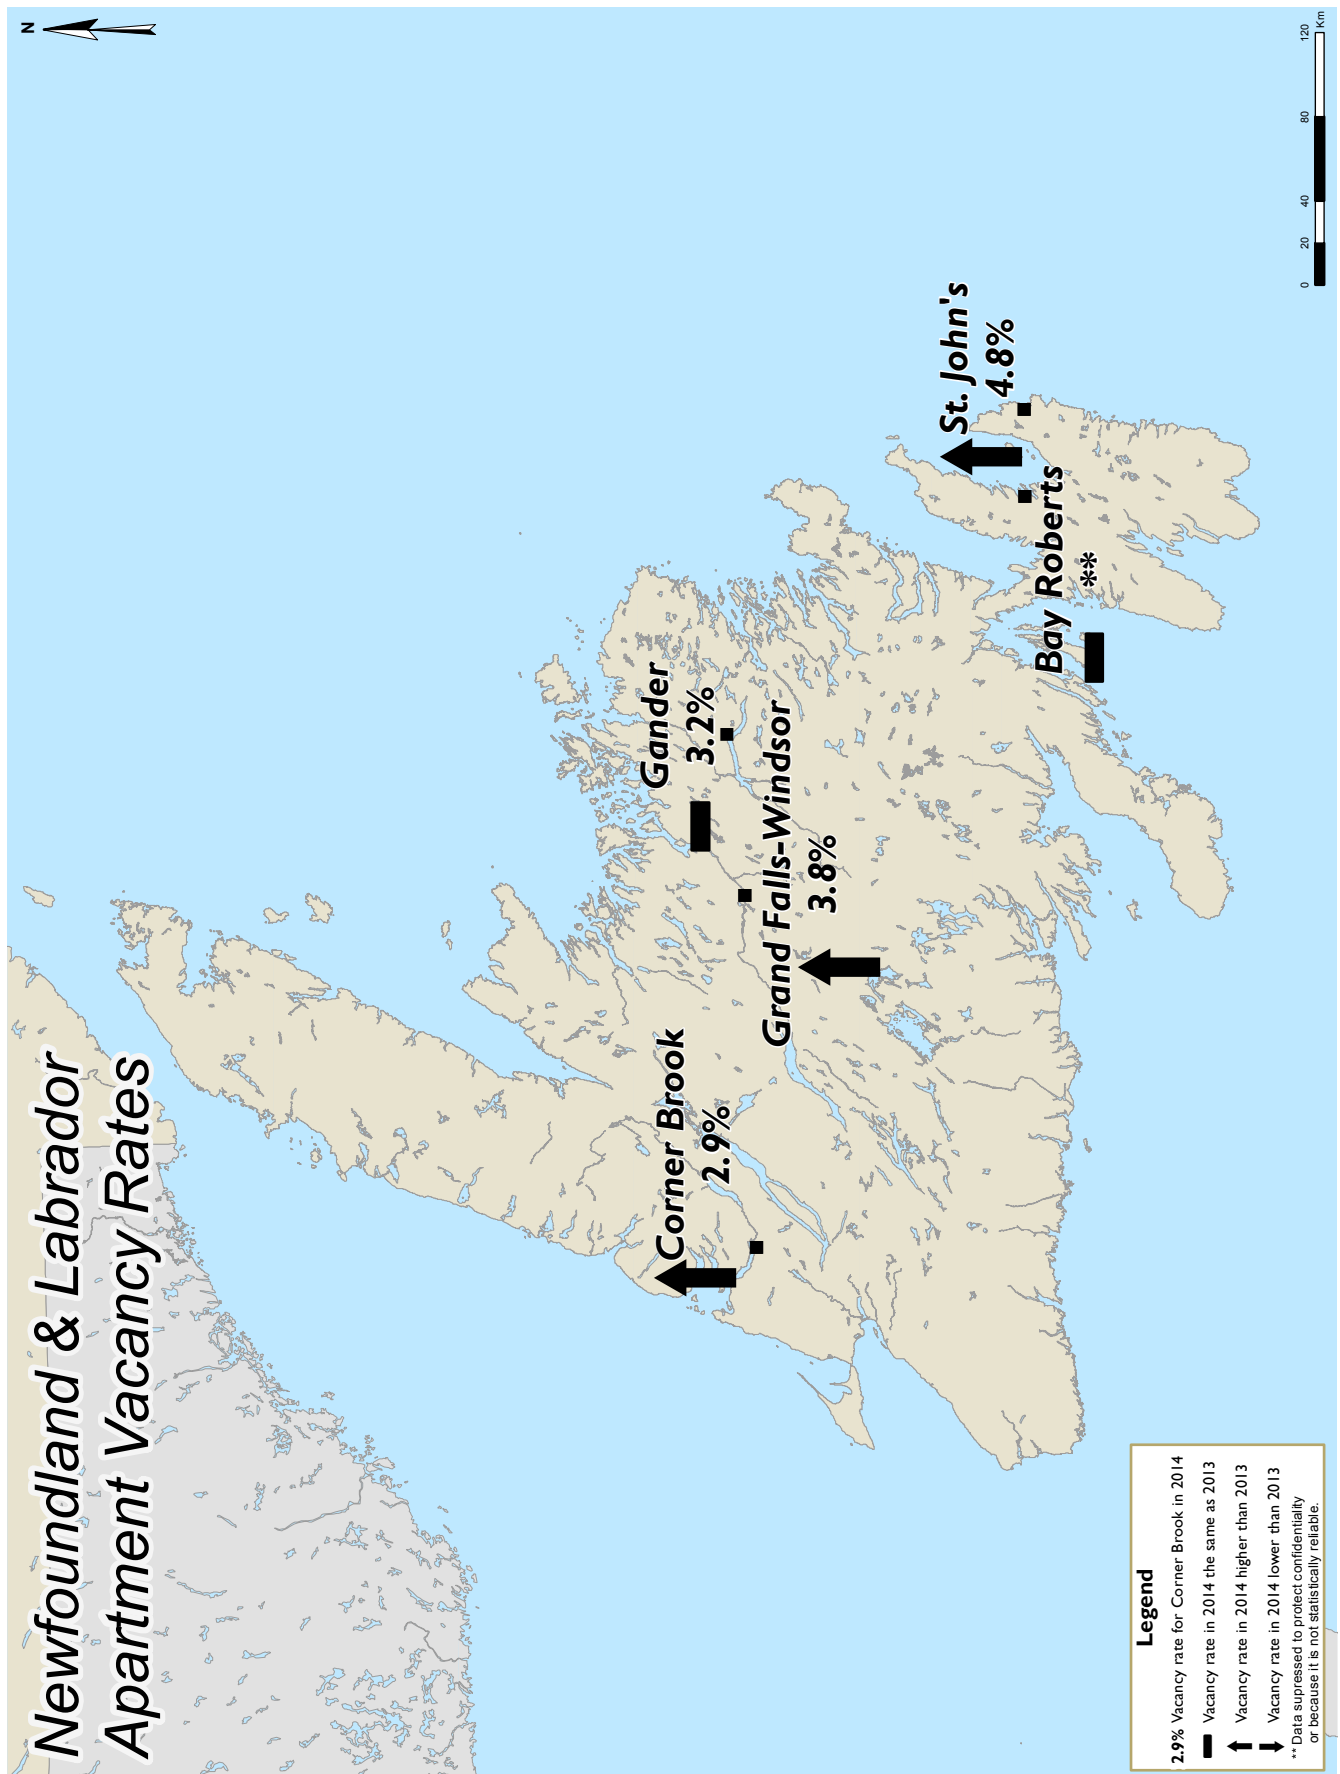 Newfoundland & Labrador
Apartment Vacancy Rates
N
Corner Brook
2.9%
Gander
3.2%
Grand Falls-Windsor
3.8%
St. John's
4.8%
Bay Roberts
**
Legend
2.9% Vacancy rate for Corner Brook in 2014
Vacancy rate in 2014 the same as 2013
Vacancy rate in 2014 higher than 2013
Vacancy rate in 2014 lower than 2013
** Data supressed to protect confidentiality
or because it is not statistically reliable.
0 20 40 80 120
Km